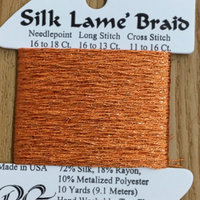 Silk Lamé Braid
Needlepoint Long Stitch Cross Stitch
16 to 18 Ct. 16 to 13 Ct. 11 to 16 Ct.
Made in USA
72% Silk, 18% Rayon,
10% Metalized Polyester
10 Yards (9.1 Meters)